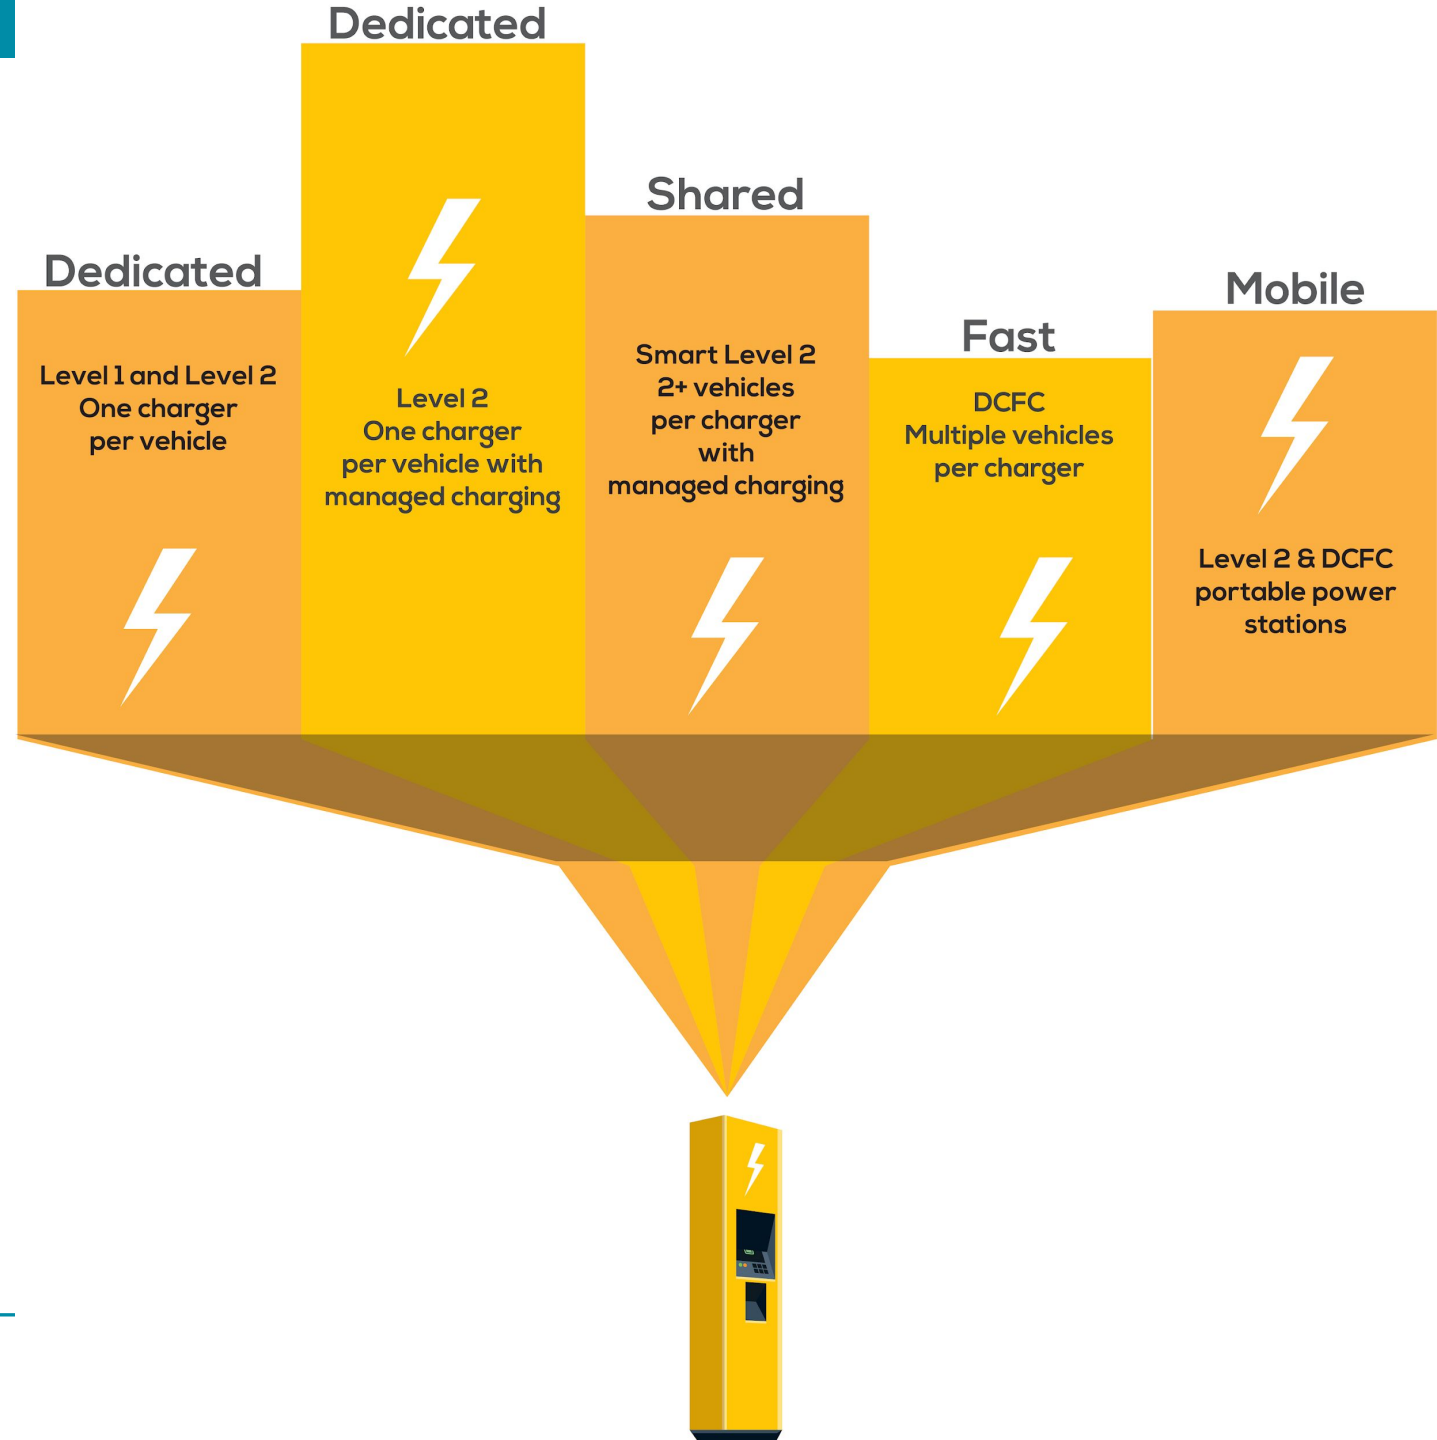 Dedicated
Level 1 and Level 2
One charger
per vehicle
Dedicated
Level 2
One charger
per vehicle with
managed charging
Shared
Smart Level 2
2+ vehicles
per charger
with
managed charging
Fast
DCFC
Multiple vehicles
per charger
Mobile
Level 2 & DCFC
portable power
stations